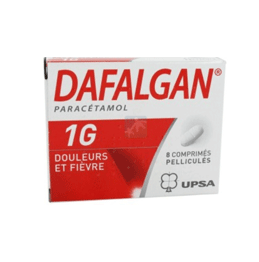 DAFALGAN®
PARACÉTAMOL
1G
DOULEURS
ET FIÈVRE
8 COMPRIMÉS
PELLICULÉS
UPSA